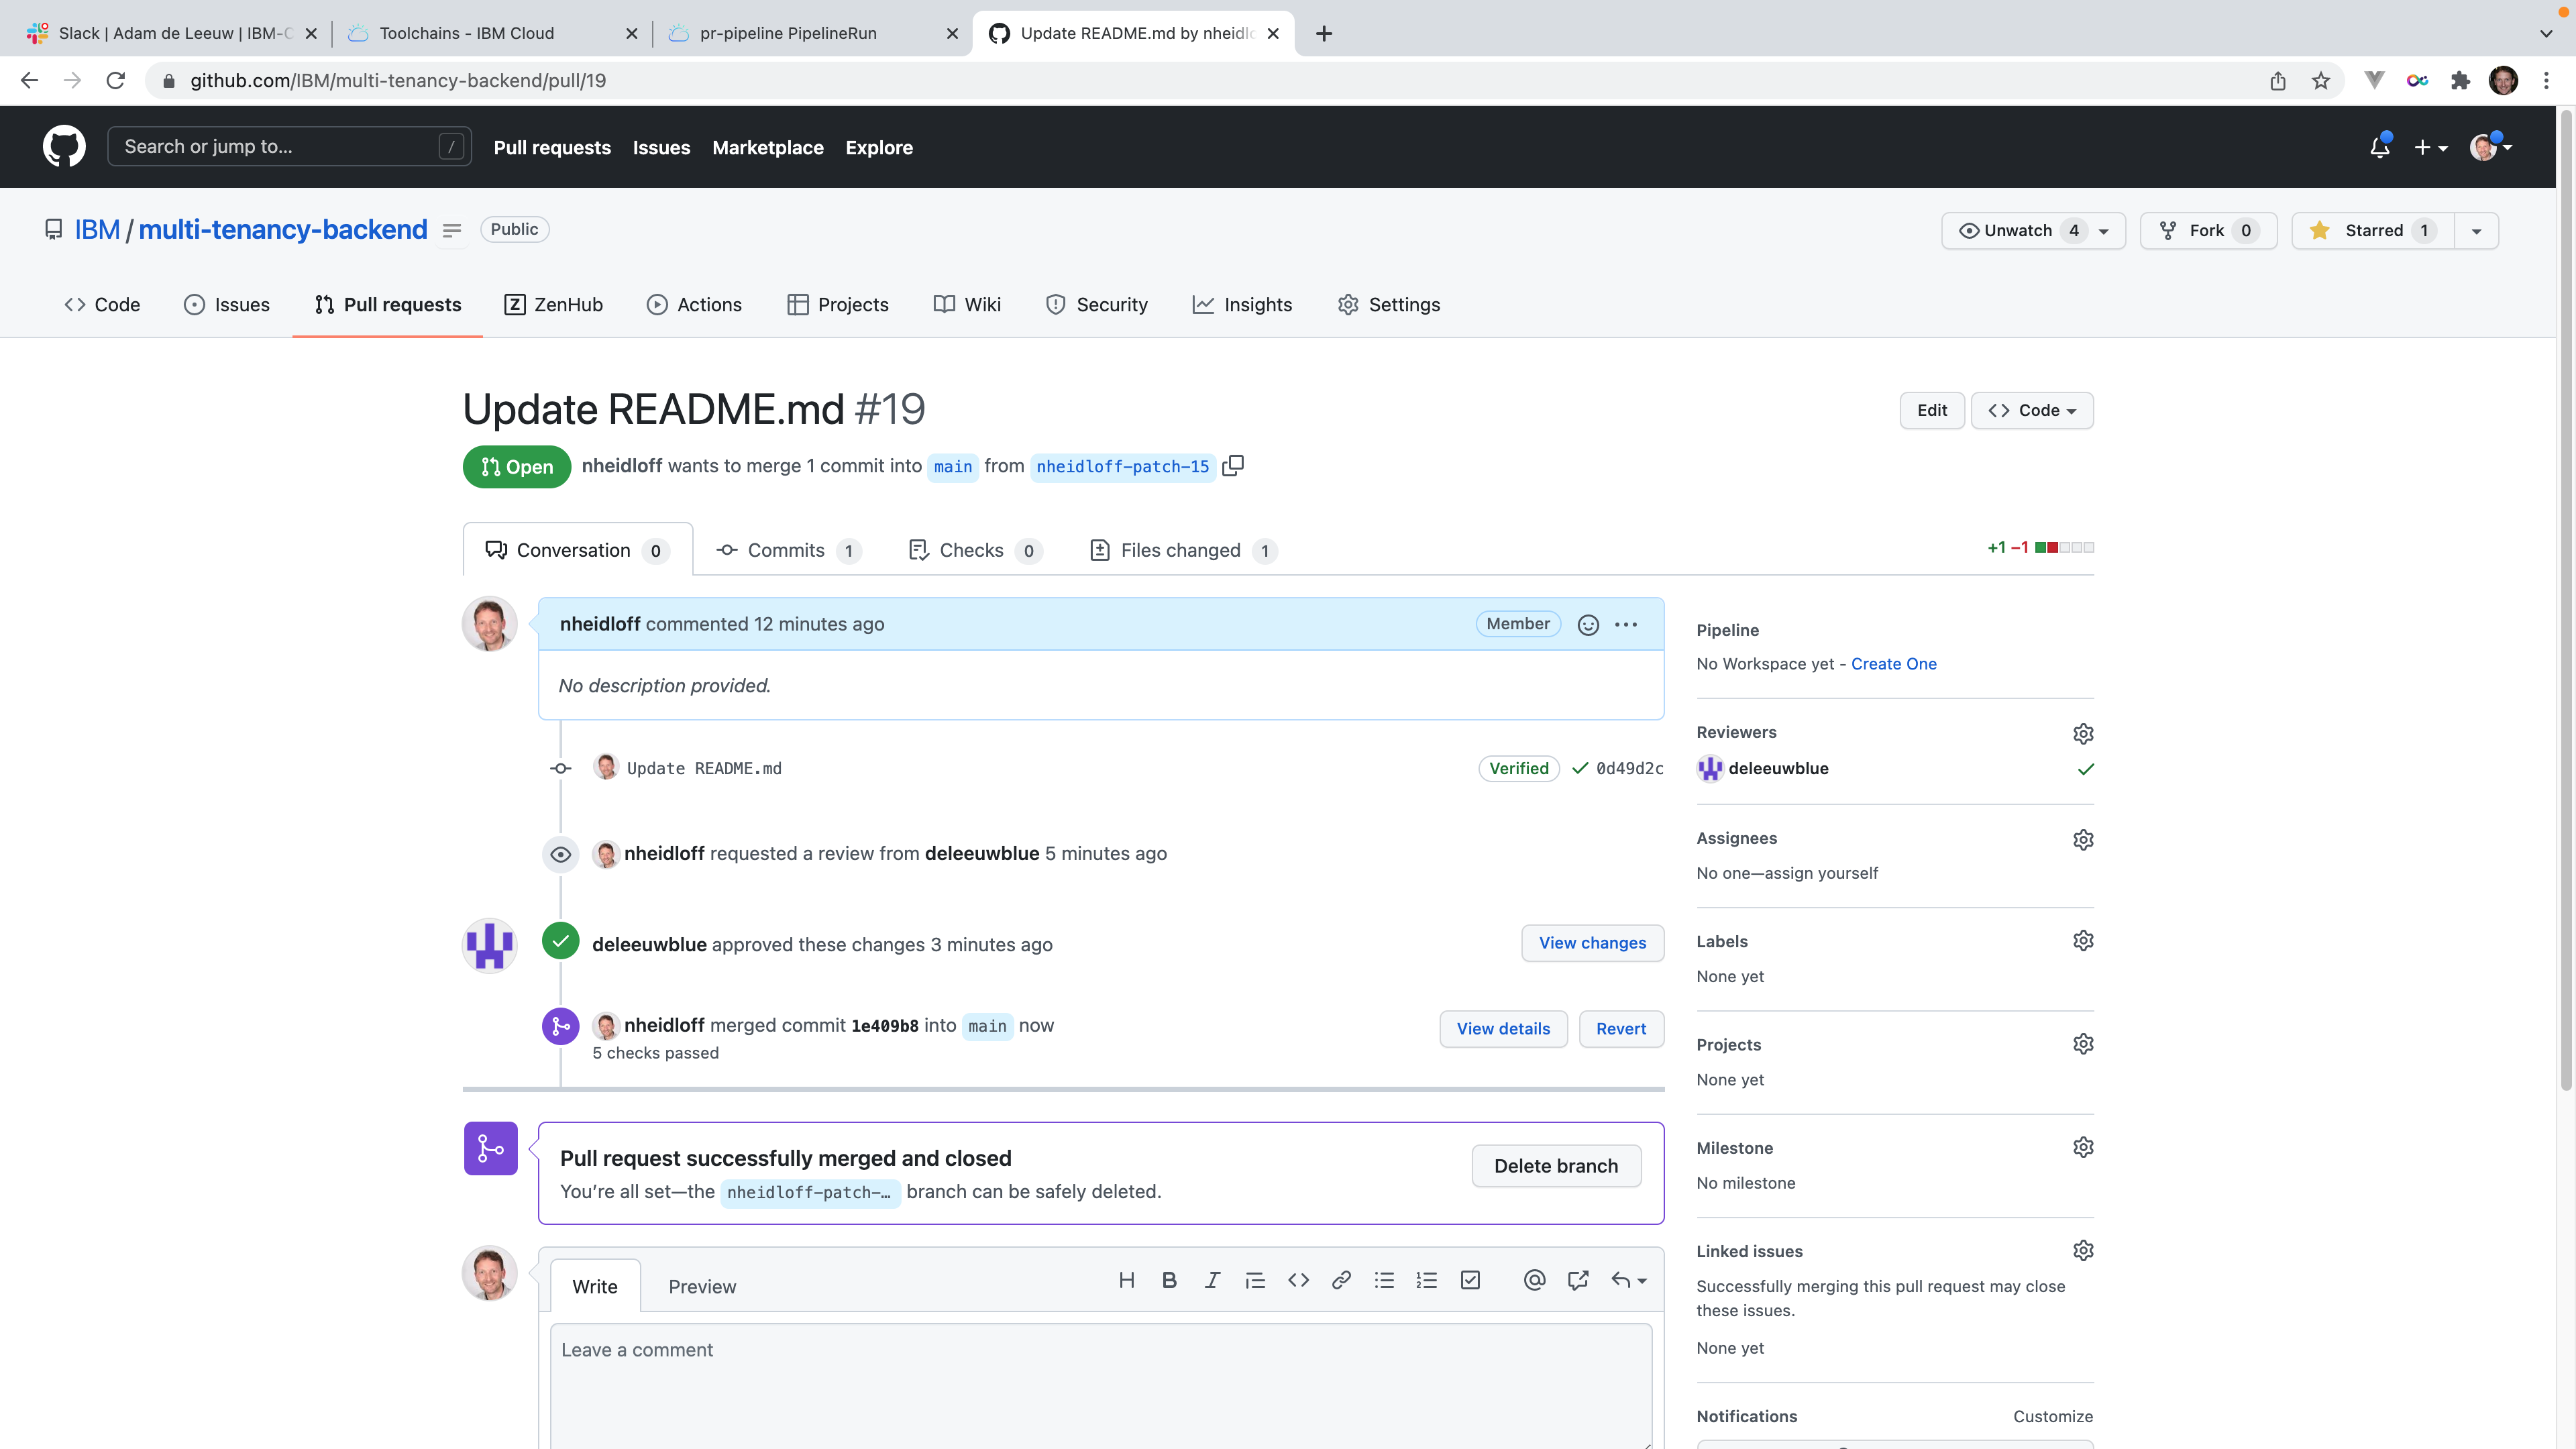 Slack | Adam de Leeuw | IBM-C
Toolchains - IBM Cloud
pr-pipeline PipelineRun
Update README.md by nheidlo
github.com/IBM/multi-tenancy-backend/pull/19
Search or jump to...
/
Pull requests
Issues
Marketplace
Explore
IBM / multi-tenancy-backend
Public
Unwatch 4
Fork 0
Starred 1
Code
Issues
Pull requests
ZenHub
Actions
Projects
Wiki
Security
Insights
Settings
Update README.md #19
Edit
Code
Open
nheidloff wants to merge 1 commit into main from nheidloff-patch-15
Conversation 0
Commits 1
Checks 0
Files changed 1
+1 −1
nheidloff commented 12 minutes ago
Member
No description provided.
Update README.md
Verified
0d49d2c
nheidloff requested a review from deleeuwblue 5 minutes ago
deleeuwblue approved these changes 3 minutes ago
View changes
nheidloff merged commit 1e409b8 into main now
5 checks passed
View details
Revert
Pull request successfully merged and closed
You’re all set—the nheidloff-patch-… branch can be safely deleted.
Delete branch
Write
Preview
Leave a comment
Pipeline
No Workspace yet - Create One
Reviewers
deleeuwblue
Assignees
No one—assign yourself
Labels
None yet
Projects
None yet
Milestone
No milestone
Linked issues
Successfully merging this pull request may close
these issues.
None yet
Notifications
Customize